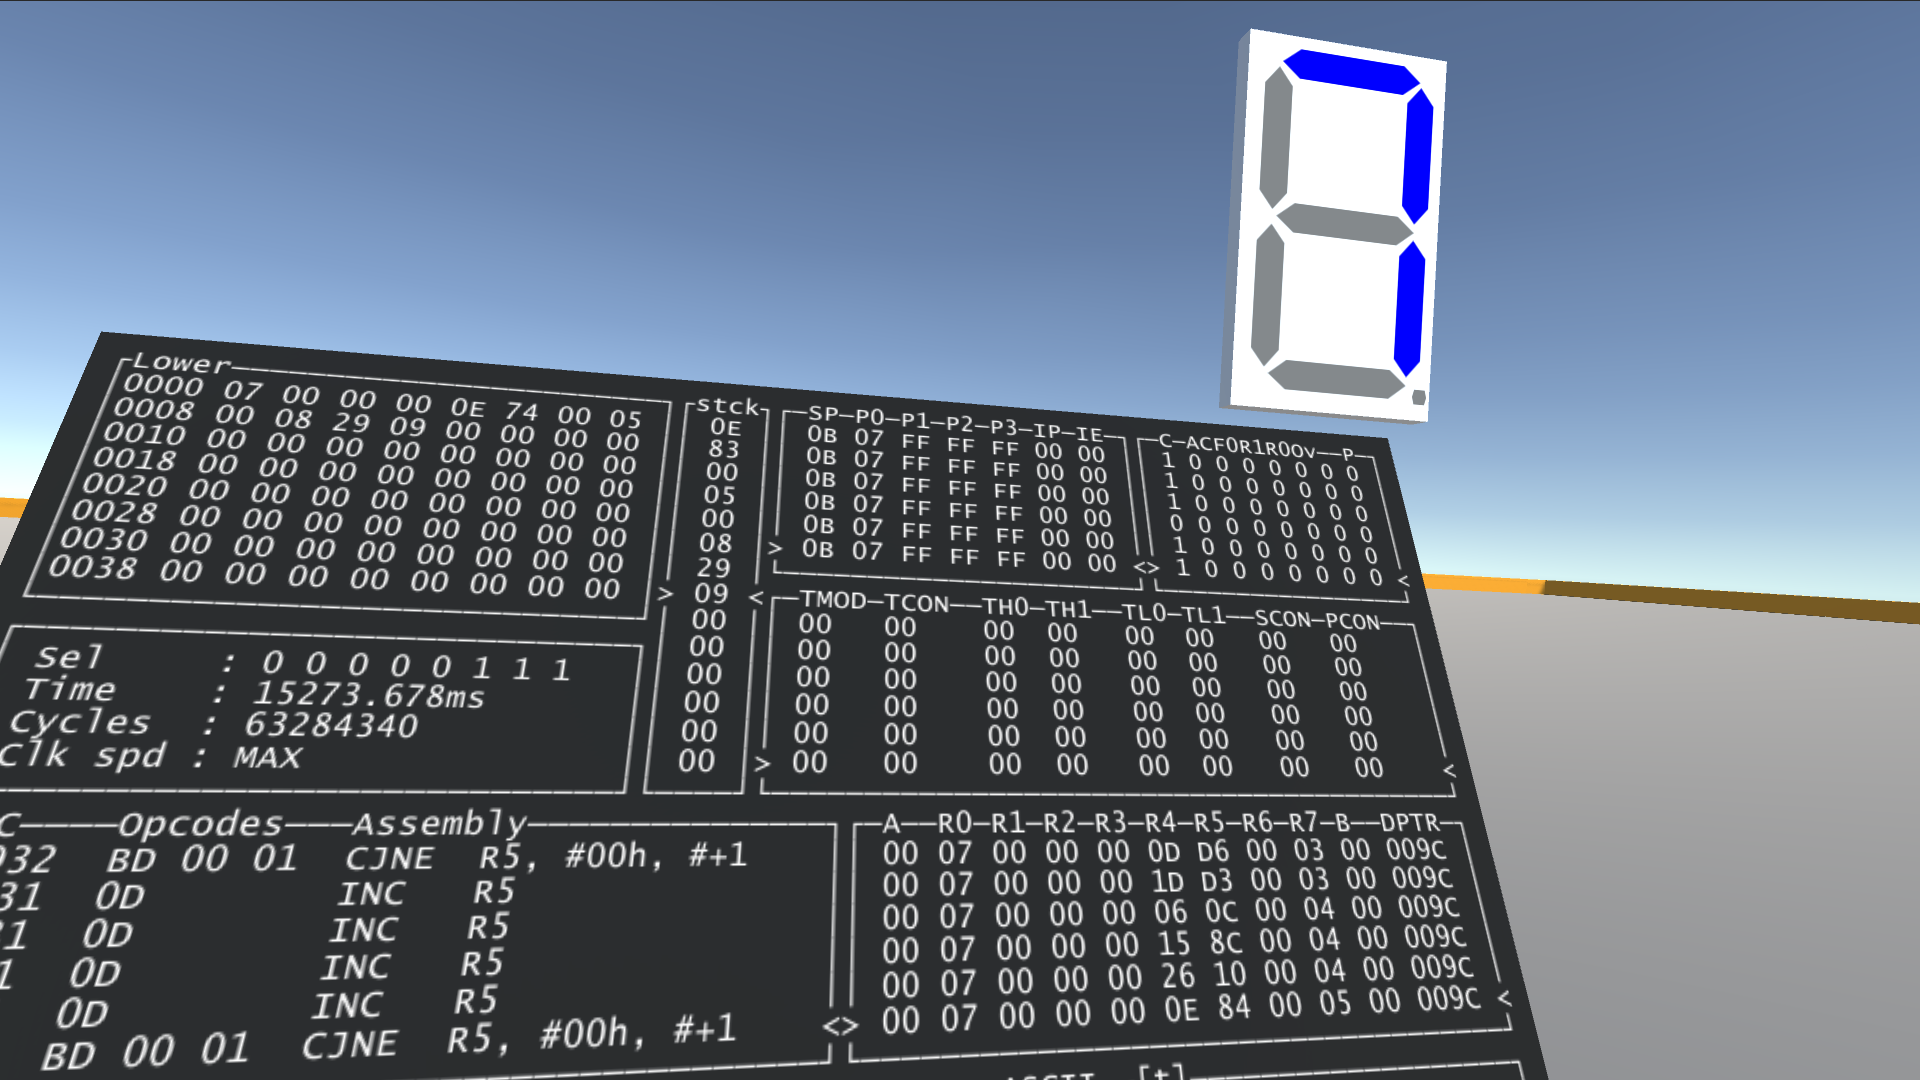 Lower
0000 07 00 00 00 0E 74 00 05
0008 00 08 29 09 00 00 00 00
0010 00 00 00 00 00 00 00 00
0018 00 00 00 00 00 00 00 00
0020 00 00 00 00 00 00 00 00
0028 00 00 00 00 00 00 00 00
0030 00 00 00 00 00 00 00 00
0038 00 00 00 00 00 00 00 00
stck
0E
83
00
05
00
08
29
> 09 <
00
00
00
00
00
00
SP P0 P1 P2 P3 IP IE
0B 07 FF FF FF 00 00
0B 07 FF FF FF 00 00
0B 07 FF FF FF 00 00
0B 07 FF FF FF 00 00
0B 07 FF FF FF 00 00
> 0B 07 FF FF FF 00 00 <
C ACF0R1R0Ov P
1 0 0 0 0 0 0 0
1 0 0 0 0 0 0 0
1 0 0 0 0 0 0 0
0 0 0 0 0 0 0 0
1 0 0 0 0 0 0 0
> 1 0 0 0 0 0 0 0 <
TMOD TCON TH0 TH1 TL0 TL1 SCON PCON
00 00 00 00 00 00 00 00
00 00 00 00 00 00 00 00
00 00 00 00 00 00 00 00
00 00 00 00 00 00 00 00
00 00 00 00 00 00 00 00
> 00 00 00 00 00 00 00 00 <
Sel : 0 0 0 0 0 1 1 1
Time : 15273.678ms
Cycles : 63284340
Clk spd : MAX
C Opcodes Assembly
032 BD 00 01 CJNE R5, #00h, #+1
31 0D INC R5
31 0D INC R5
1 0D INC R5
0D INC R5
BD 00 01 CJNE R5, #00h, #+1 <
A R0 R1 R2 R3 R4 R5 R6 R7 B DPTR
00 07 00 00 00 0D D6 00 03 00 009C
00 07 00 00 00 1D D3 00 03 00 009C
00 07 00 00 00 06 0C 00 04 00 009C
00 07 00 00 00 15 8C 00 04 00 009C
00 07 00 00 00 26 10 00 04 00 009C
> 00 07 00 00 00 0E 84 00 05 00 009C <
ASCII [t]